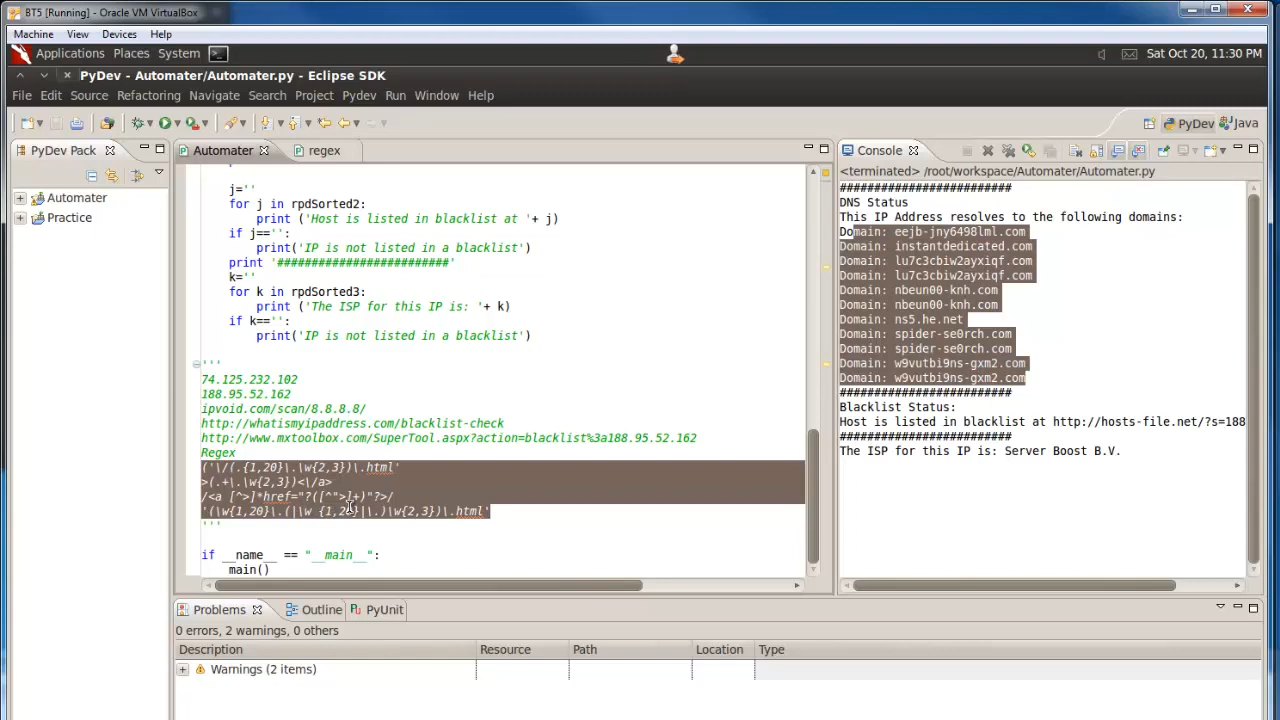 BT5 [Running] - Oracle VM VirtualBox
Machine View Devices Help
Applications Places System Sat Oct 20, 11:30 PM
PyDev - Automater/Automater.py - Eclipse SDK
File Edit Source Refactoring Navigate Search Project Pydev Run Window Help
PyDev Java
PyDev Pack
Automater
Practice
Automater regex
j=''
for j in rpdSorted2:
print ('Host is listed in blacklist at '+ j)
if j=='':
print('IP is not listed in a blacklist')
print '#########################'
k=''
for k in rpdSorted3:
print ('The ISP for this IP is: '+ k)
if k=='':
print('IP is not listed in a blacklist')
'''
74.125.232.102
188.95.52.162
ipvoid.com/scan/8.8.8.8/
http://whatismyipaddress.com/blacklist-check
http://www.mxtoolbox.com/SuperTool.aspx?action=blacklist%3a188.95.52.162
Regex
('\/(.{1,20}\.\w{2,3})\.html'
>(.+\.\w{2,3})<\/a>
/<a [^>]*href="?([^">]+)"?>/
'(\w{1,20}\.(|\w {1,20}|\.)\w{2,3})\.html'
'''
if __name__ == "__main__":
main()
Console
<terminated> /root/workspace/Automater/Automater.py
#########################
DNS Status
This IP Address resolves to the following domains:
Domain: eejb-jny6498lml.com
Domain: instantdedicated.com
Domain: lu7c3cbiw2ayxiqf.com
Domain: lu7c3cbiw2ayxiqf.com
Domain: nbeun00-knh.com
Domain: nbeun00-knh.com
Domain: ns5.he.net
Domain: spider-se0rch.com
Domain: spider-se0rch.com
Domain: w9vutbi9ns-gxm2.com
Domain: w9vutbi9ns-gxm2.com
#########################
Blacklist Status:
Host is listed in blacklist at http://hosts-file.net/?s=188
#########################
The ISP for this IP is: Server Boost B.V.
Problems Outline PyUnit
0 errors, 2 warnings, 0 others
Description Resource Path Location Type
Warnings (2 items)